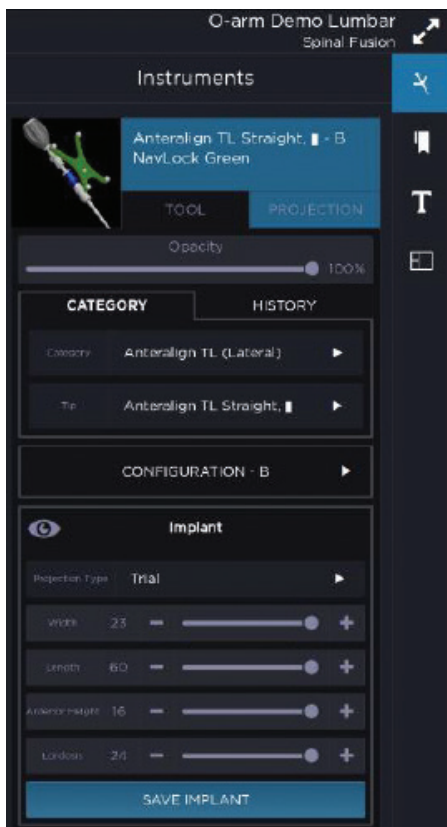 O-arm Demo Lumbar
Spinal Fusion
Instruments
Anteralign TL Straight, ▮ - B
NavLock Green
TOOL PROJECTION
Opacity
100%
CATEGORY HISTORY
Category Anteralign TL (Lateral)
Tip Anteralign TL Straight, ▮
CONFIGURATION - B
Implant
Projection Type Trial
Width 23
Length 60
Anterior Height 16
Lordosis 24
SAVE IMPLANT